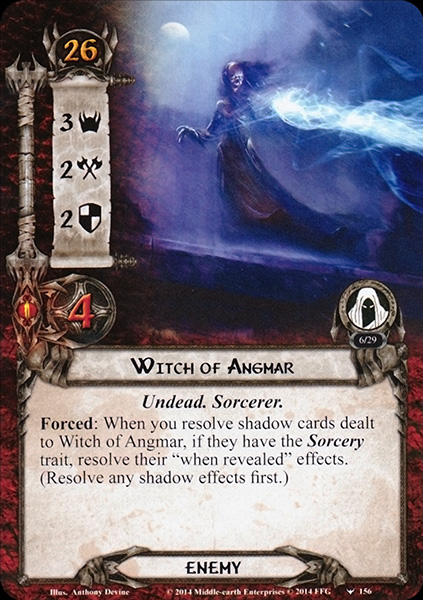 26
3
2
2
4
6/29
Witch of Angmar
Undead. Sorcerer.
Forced: When you resolve shadow cards dealt
to Witch of Angmar, if they have the Sorcery
trait, resolve their “when revealed” effects.
(Resolve any shadow effects first.)
ENEMY
Illus. Anthony Devine © 2014 Middle-earth Enterprises © 2014 FFG 156